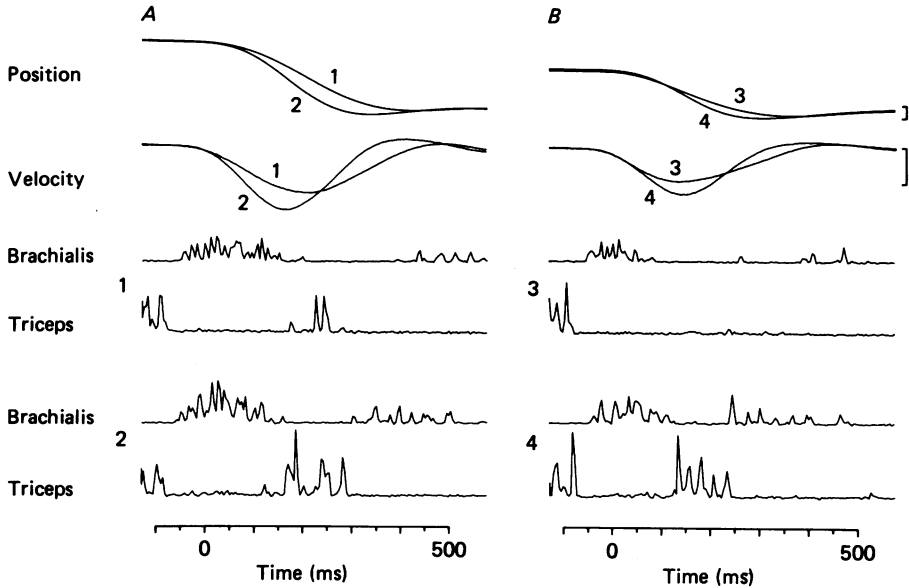 A
B
Position
1
2
3
4
Velocity
1
2
3
4
Brachialis
1
3
Triceps
Brachialis
2
4
Triceps
0
500
0
500
Time (ms)
Time (ms)